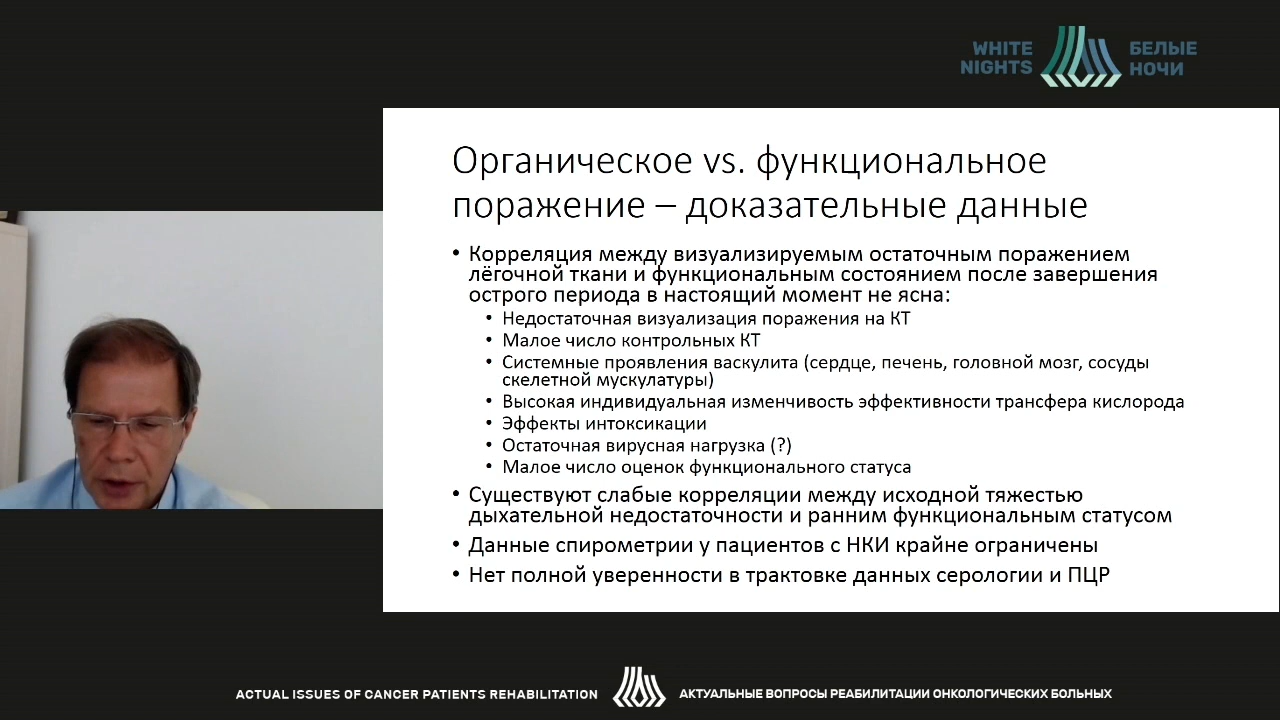 WHITE
NIGHTS
БЕЛЫЕ
НОЧИ
Органическое vs. функциональное
поражение – доказательные данные
• Корреляция между визуализируемым остаточным поражением
лёгочной ткани и функциональным состоянием после завершения
острого периода в настоящий момент не ясна:
• Недостаточная визуализация поражения на КТ
• Малое число контрольных КТ
• Системные проявления васкулита (сердце, печень, головной мозг, сосуды
скелетной мускулатуры)
• Высокая индивидуальная изменчивость эффективности трансфера кислорода
• Эффекты интоксикации
• Остаточная вирусная нагрузка (?)
• Малое число оценок функционального статуса
• Существуют слабые корреляции между исходной тяжестью
дыхательной недостаточности и ранним функциональным статусом
• Данные спирометрии у пациентов с НКИ крайне ограничены
• Нет полной уверенности в трактовке данных серологии и ПЦР
ACTUAL ISSUES OF CANCER PATIENTS REHABILITATION
АКТУАЛЬНЫЕ ВОПРОСЫ РЕАБИЛИТАЦИИ ОНКОЛОГИЧЕСКИХ БОЛЬНЫХ